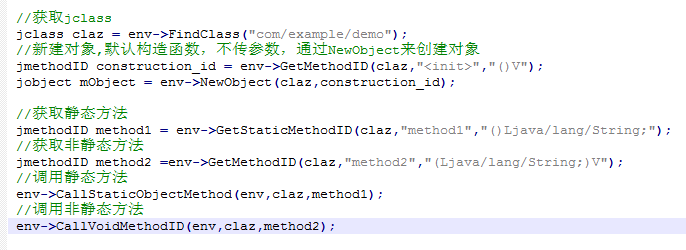 //获取jclass
jclass claz = env->FindClass("com/example/demo");
//新建对象,默认构造函数, 不传参数, 通过NewObject来创建对象
jmethodID construction_id = env->GetMethodID(claz,"<init>","()V");
jobject mObject = env->NewObject(claz,construction_id);
//获取静态方法
jmethodID method1 = env->GetStaticMethodID(claz,"method1","()Ljava/lang/String;");
//获取非静态方法
jmethodID method2 =env->GetMethodID(claz,"method2","(Ljava/lang/String;)V");
//调用静态方法
env->CallStaticObjectMethod(env,claz,method1);
//调用非静态方法
env->CallVoidMethodID(env,claz,method2);